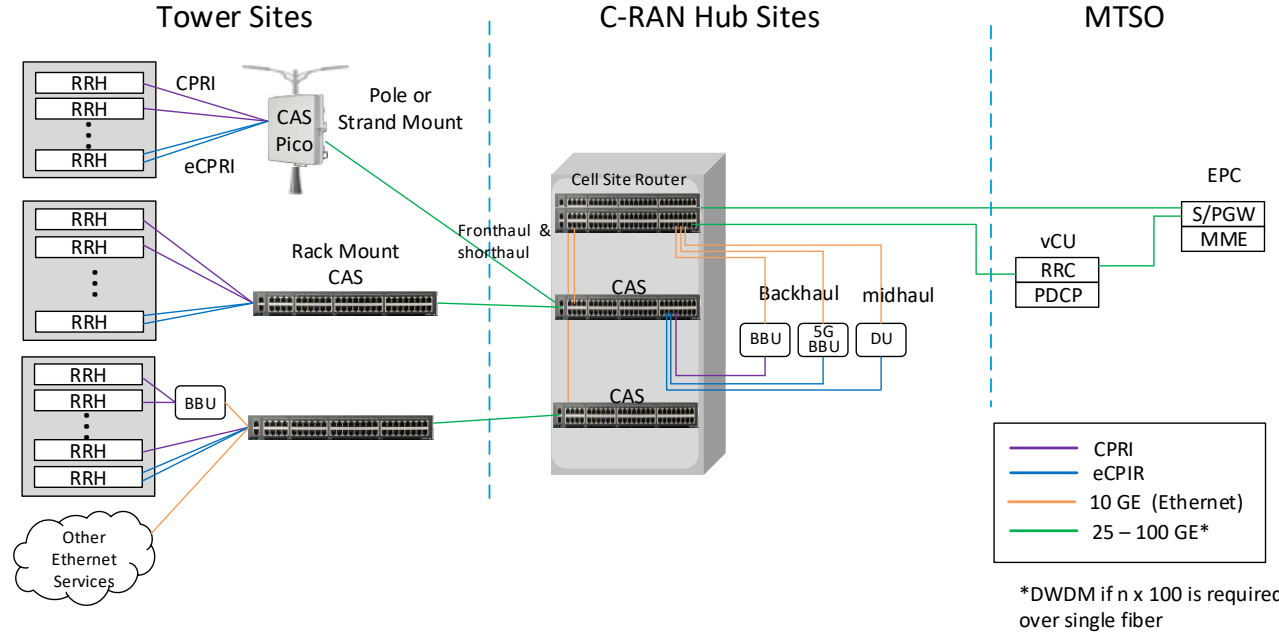 Tower Sites
C-RAN Hub Sites
MTSO
RRH
RRH
RRH
CPRI
eCPRI
CAS
Pico
Pole or
Strand Mount
RRH
RRH
RRH
Rack Mount
CAS
RRH
RRH
RRH
RRH
BBU
Other
Ethernet
Services
Fronthaul &
shorthaul
Cell Site Router
CAS
CAS
Backhaul
midhaul
BBU
5G
BBU
DU
vCU
RRC
PDCP
EPC
S/PGW
MME
CPRI
eCPIR
10 GE (Ethernet)
25 – 100 GE*
*DWDM if n x 100 is required
over single fiber